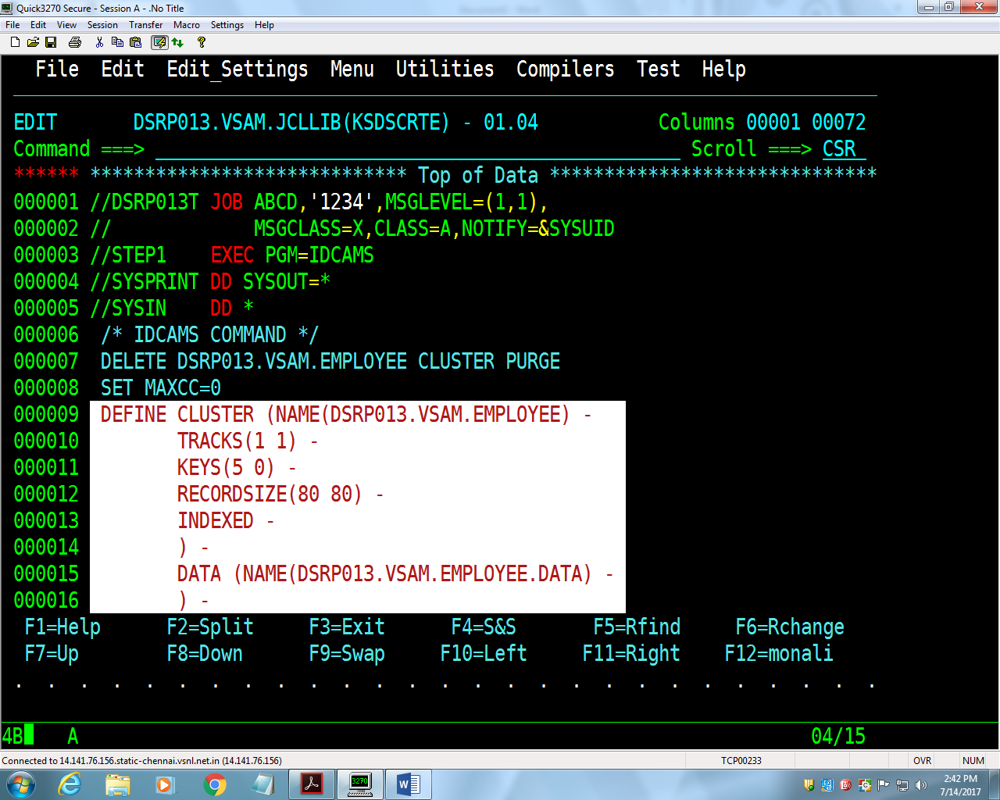 Quick3270 Secure - Session A - .No Title
File Edit View Session Transfer Macro Settings Help
File Edit Edit_Settings Menu Utilities Compilers Test Help
EDIT DSRP013.VSAM.JCLLIB(KSDSCRTE) - 01.04 Columns 00001 00072
Command ===> Scroll ===> CSR
****** ***************************** Top of Data ******************************
000001 //DSRP013T JOB ABCD,'1234',MSGLEVEL=(1,1),
000002 // MSGCLASS=X,CLASS=A,NOTIFY=&SYSUID
000003 //STEP1 EXEC PGM=IDCAMS
000004 //SYSPRINT DD SYSOUT=*
000005 //SYSIN DD *
000006 /* IDCAMS COMMAND */
000007 DELETE DSRP013.VSAM.EMPLOYEE CLUSTER PURGE
000008 SET MAXCC=0
000009 DEFINE CLUSTER (NAME(DSRP013.VSAM.EMPLOYEE) -
000010 TRACKS(1 1) -
000011 KEYS(5 0) -
000012 RECORDSIZE(80 80) -
000013 INDEXED -
000014 ) -
000015 DATA (NAME(DSRP013.VSAM.EMPLOYEE.DATA) -
000016 ) -
F1=Help F2=Split F3=Exit F4=S&S F5=Rfind F6=Rchange
F7=Up F8=Down F9=Swap F10=Left F11=Right F12=monali
. . . . . . . . . . . . . . . . . . . . . . . . . . .
4B A 04/15
Connected to 14.141.76.156.static-chennai.vsnl.net.in (14.141.76.156) TCP00233 OVR NUM
3270
2:42 PM
7/14/2017